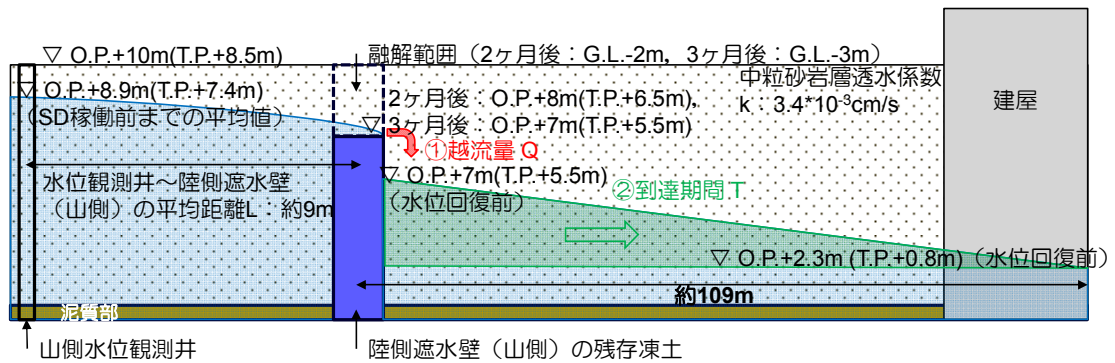 ▽ O.P.+10m(T.P.+8.5m)
融解範囲（2ヶ月後：G.L.-2m，3ヶ月後：G.L.-3m）
中粒砂岩層透水係数
k：3.4*10⁻³cm/s
建屋
▽ O.P.+8.9m(T.P.+7.4m)
（SD稼働前までの平均値）
2ヶ月後：O.P.+8m(T.P.+6.5m)，
▽ 3ヶ月後：O.P.+7m(T.P.+5.5m)
①越流量 Q
▽ O.P.+7m(T.P.+5.5m)
（水位回復前）
②到達期間T
水位観測井～陸側遮水壁
（山側）の平均距離L：約9m
▽ O.P.+2.3m (T.P.+0.8m)（水位回復前）
約109m
泥質部
山側水位観測井
陸側遮水壁（山側）の残存凍土